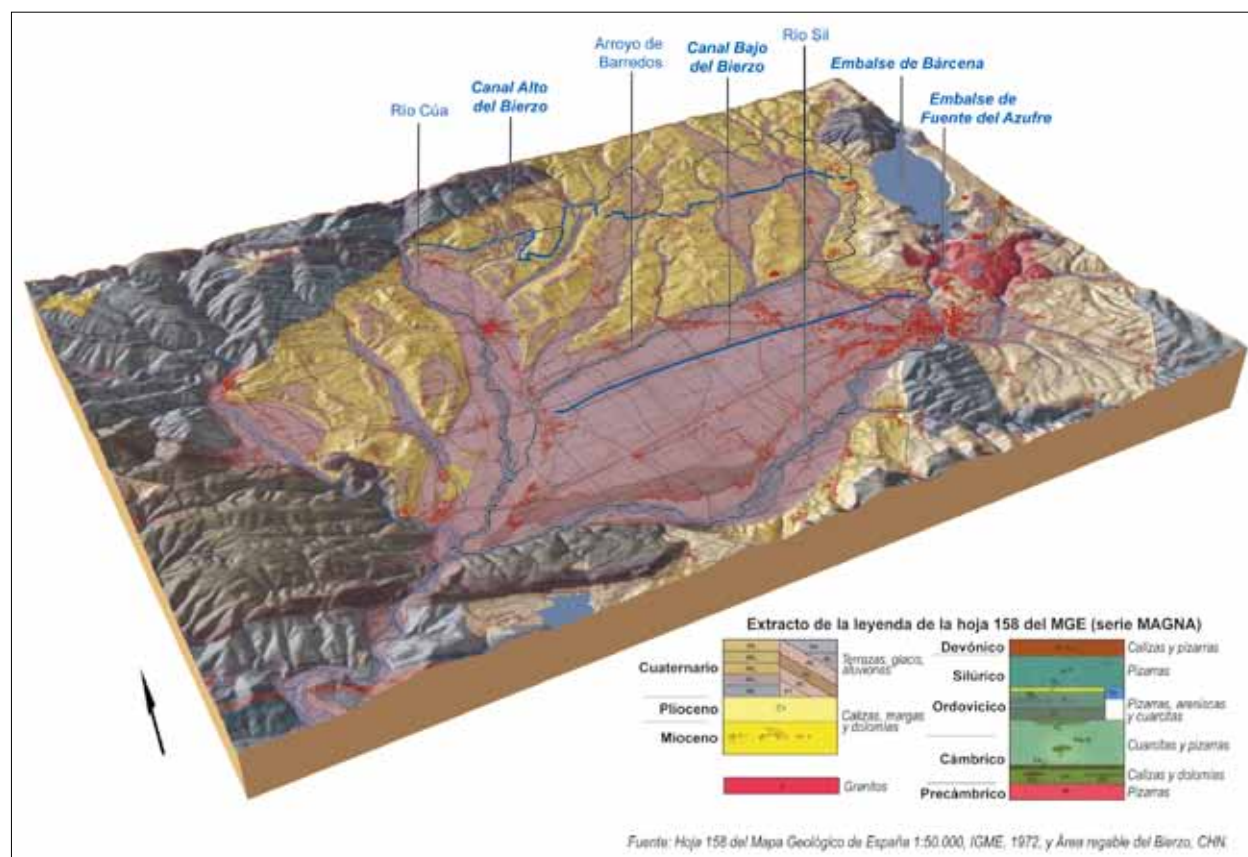 Río Cúa
Canal Alto
del Bierzo
Arroyo de
Barredos
Canal Bajo
del Bierzo
Río Sil
Embalse de Bárcena
Embalse de
Fuente del Azufre
Extracto de la leyenda de la hoja 158 del MGE (serie MAGNA)
Cuaternario
Terrazas, glacis,
aluviones
Plioceno
Calizas, margas
y dolomías
Mioceno
Granitos
Devónico
Calizas y pizarras
Silúrico
Pizarras
Ordovícico
Pizarras, areniscas
y cuarcitas
Cámbrico
Cuarcitas y pizarras
Calizas y dolomías
Precámbrico
Pizarras
Fuente: Hoja 158 del Mapa Geológico de España 1:50.000, IGME, 1972, y Área regable del Bierzo, CHN.